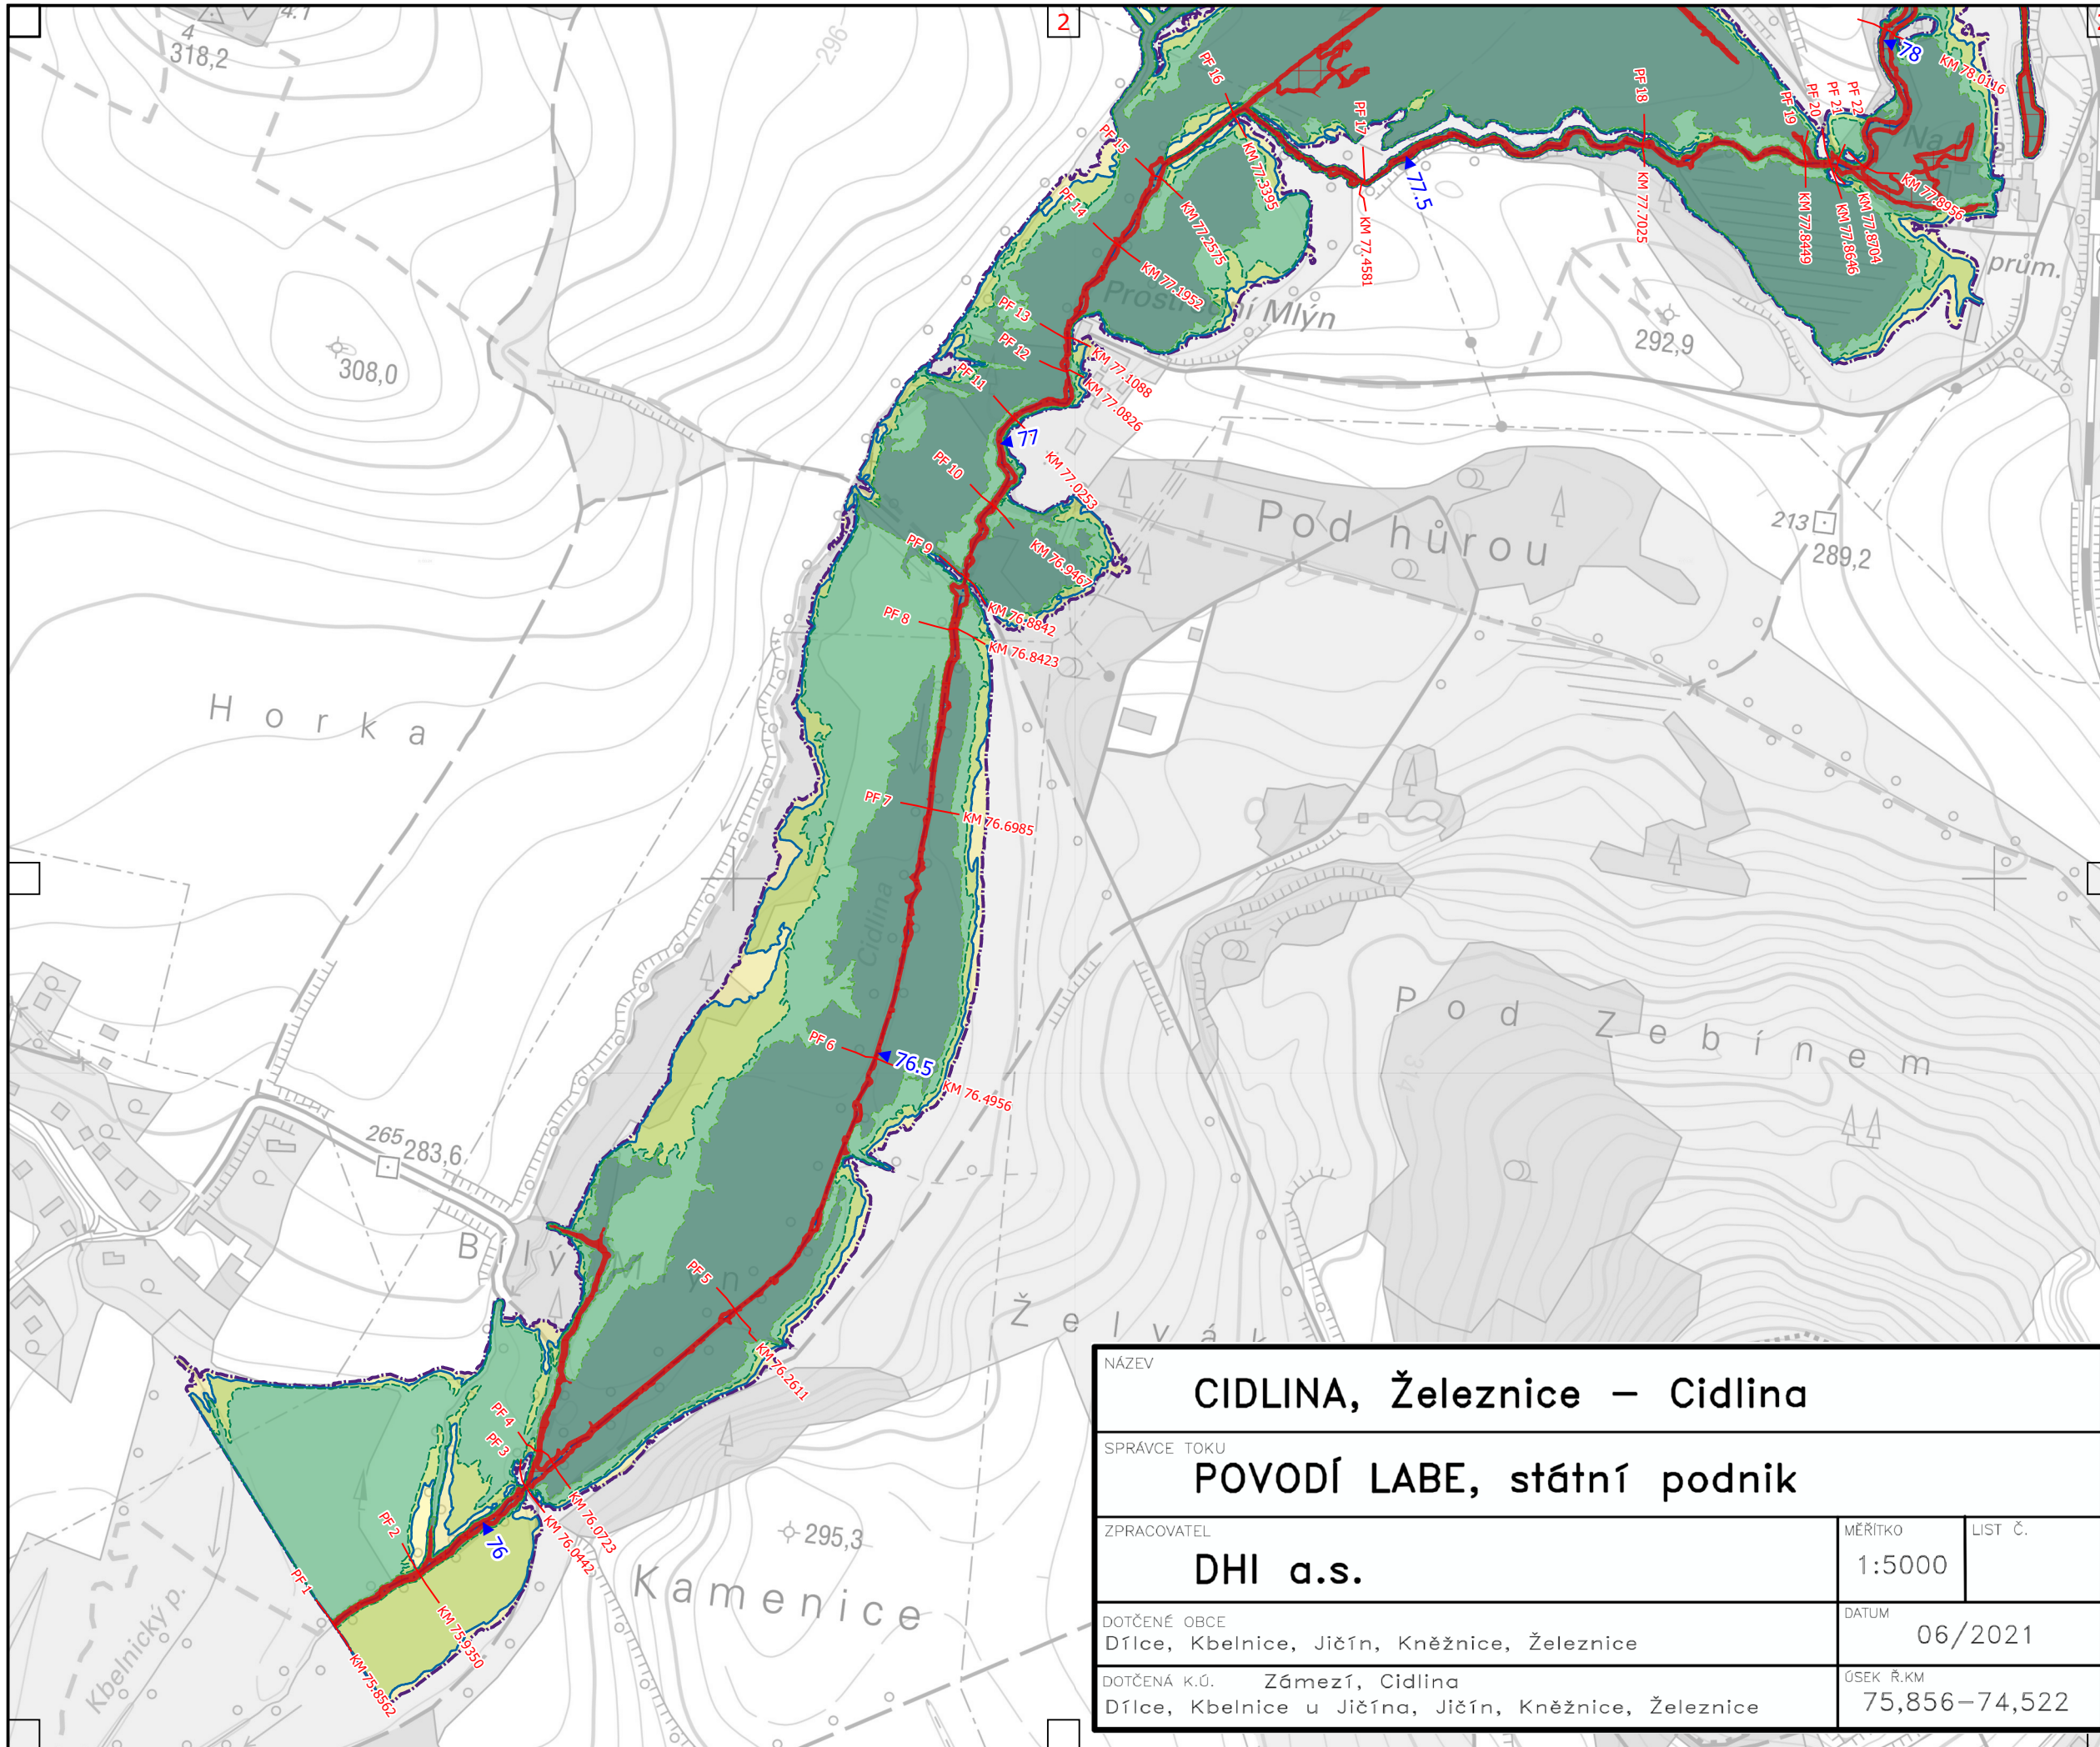 4
4.1
318,2
296
2
PF 16
PF 17
PF 18
PF 19
PF 20
PF 21
PF 22
78
KM 78.0116
PF 15
KM 77.3395
77.5
KM 77.8956
PF 14
KM 77.2575
KM 77.4581
KM 77.7025
KM 77.8449
KM 77.8646
KM 77.8704
prům.
KM 77.1952
PF 13
Mlýn
292,9
308,0
PF 12
KM 77.1088
PF 11
KM 77.0826
77
PF 10
KM 77.0253
Pod hůrou
213
289,2
PF 9
KM 76.9467
PF 8
KM 76.8842
KM 76.8423
Horka
PF 7
KM 76.6985
Cidlina
Pod Zebínem
PF 6
76.5
KM 76.4956
265
283,6
Bílý Mlýn
PF 5
KM 76.2611
PF 4
PF 3
KM 76.0723
KM 76.0442
PF 2
76
295,3
Kamenice
PF 1
KM 75.9350
KM 75.8562
Kbelnický p.
NÁZEV
CIDLINA, Železnice – Cidlina
SPRÁVCE TOKU
POVODÍ LABE, státní podnik
ZPRACOVATEL
DHI a.s.
MĚŘÍTKO
1:5000
LIST Č.
DOTČENÉ OBCE
Dílce, Kbelnice, Jičín, Kněžnice, Železnice
DATUM
06/2021
DOTČENÁ K.Ú. Zámezí, Cidlina
Dílce, Kbelnice u Jičína, Jičín, Kněžnice, Železnice
ÚSEK Ř.KM
75,856–74,522